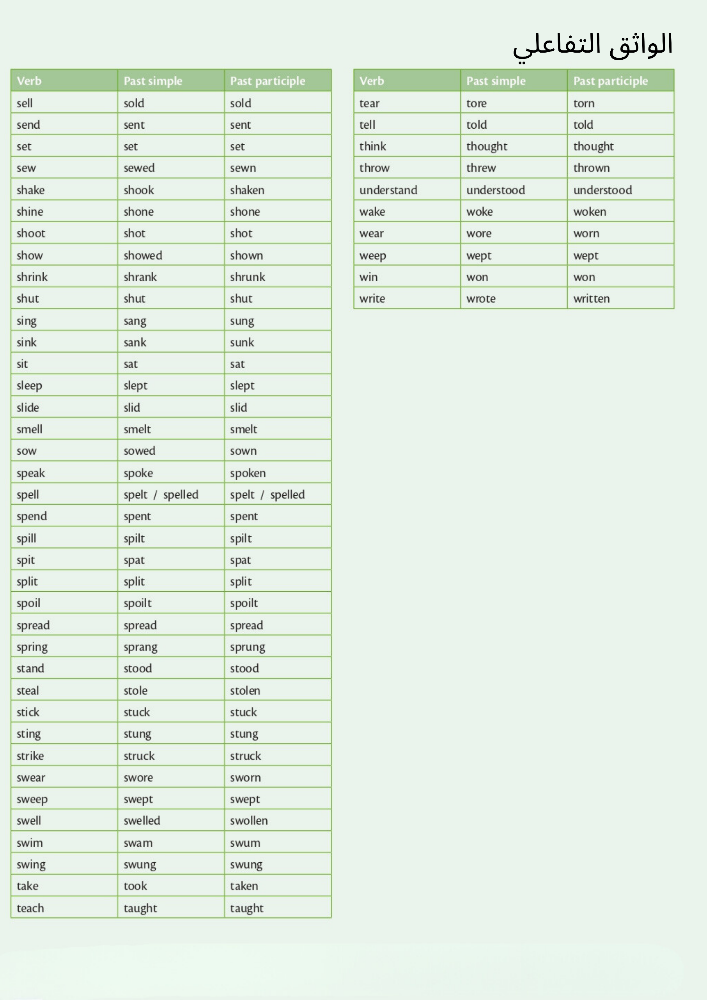 الواثق التفاعلي
Verb Past simple Past participle
sell sold sold
send sent sent
set set set
sew sewed sewn
shake shook shaken
shine shone shone
shoot shot shot
show showed shown
shrink shrank shrunk
shut shut shut
sing sang sung
sink sank sunk
sit sat sat
sleep slept slept
slide slid slid
smell smelt smelt
sow sowed sown
speak spoke spoken
spell spelt / spelled spelt / spelled
spend spent spent
spill spilt spilt
spit spat spat
split split split
spoil spoilt spoilt
spread spread spread
spring sprang sprung
stand stood stood
steal stole stolen
stick stuck stuck
sting stung stung
strike struck struck
swear swore sworn
sweep swept swept
swell swelled swollen
swim swam swum
swing swung swung
take took taken
teach taught taught
Verb Past simple Past participle
tear tore torn
tell told told
think thought thought
throw threw thrown
understand understood understood
wake woke woken
wear wore worn
weep wept wept
win won won
write wrote written